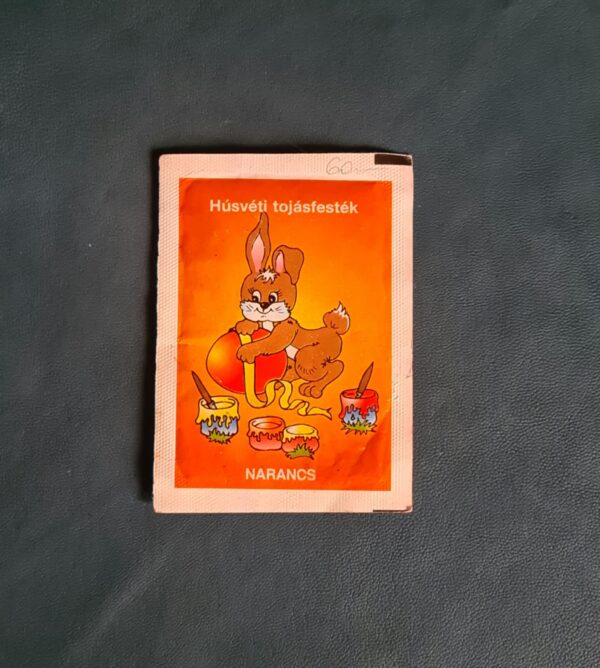 60.-
Húsvéti tojásfesték
NARANCS